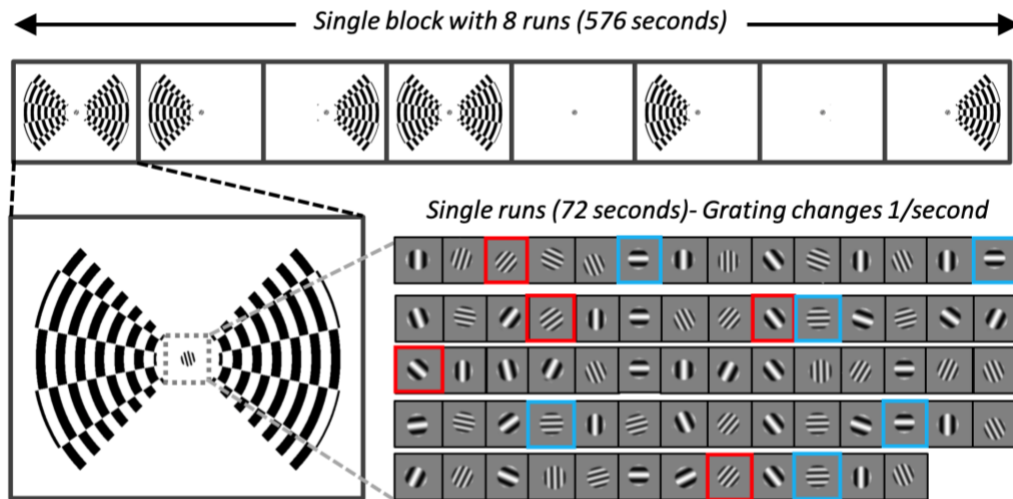 Single block with 8 runs (576 seconds)
Single runs (72 seconds)- Grating changes 1/second